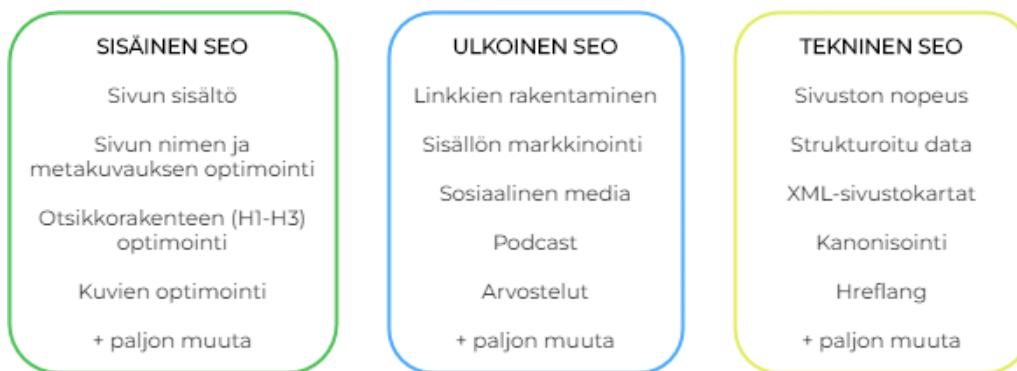 SISÄINEN SEO
Sivun sisältö
Sivun nimen ja
metakuvauksen optimointi
Otsikkorakenteen (H1-H3)
optimointi
Kuvien optimointi
+ paljon muuta
ULKOINEN SEO
Linkkien rakentaminen
Sisällön markkinointi
Sosiaalinen media
Podcast
Arvostelut
+ paljon muuta
TEKNINEN SEO
Sivuston nopeus
Strukturoitu data
XML-sivustokartat
Kanonisointi
Hreflang
+ paljon muuta